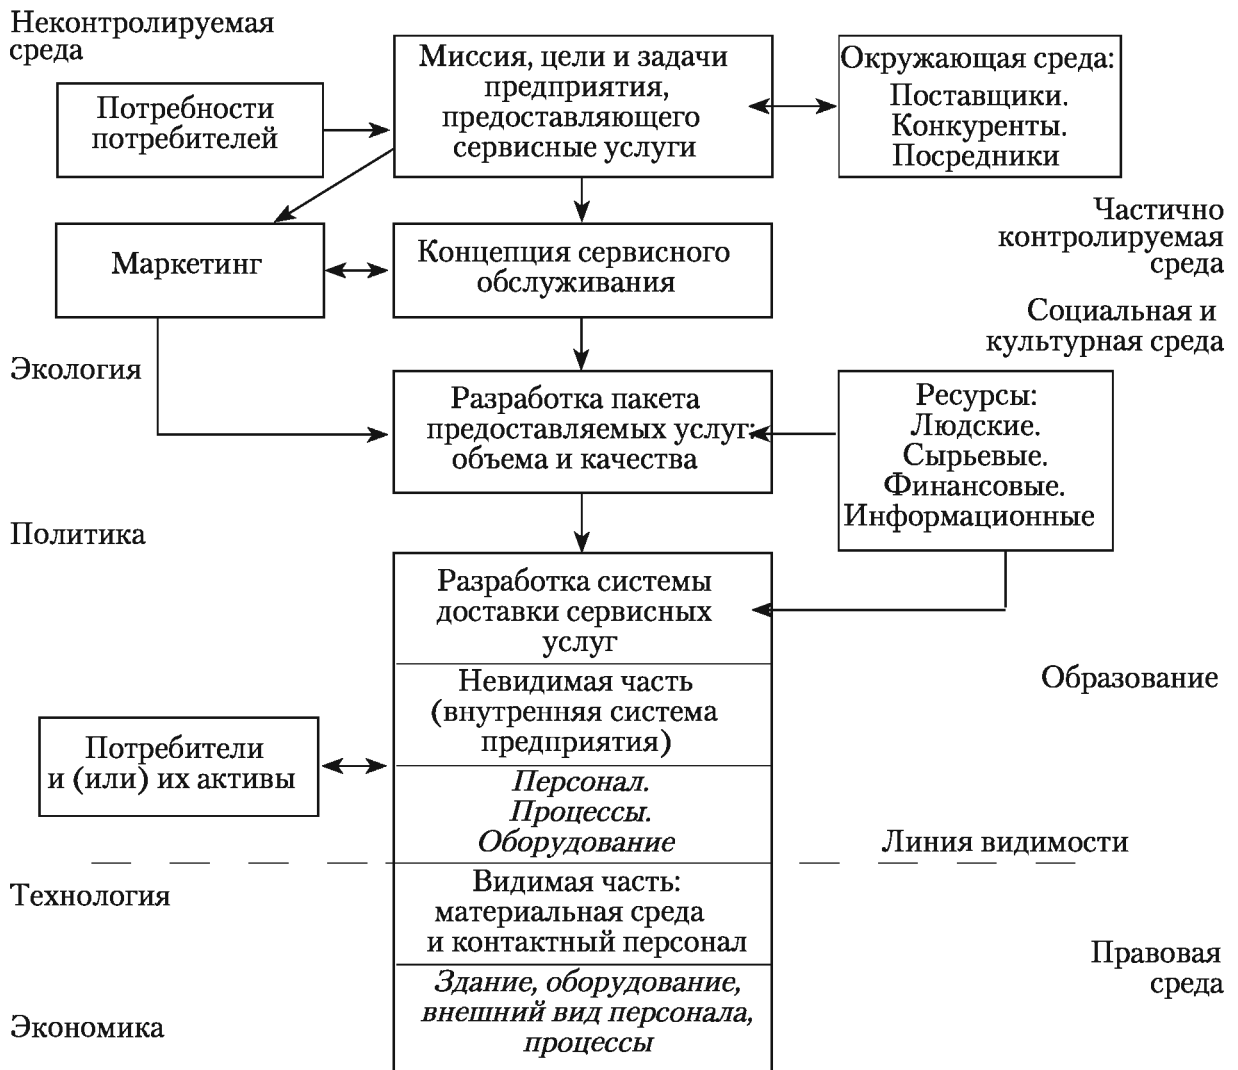 Неконтролируемая
среда
Потребности
потребителей
Миссия, цели и задачи
предприятия,
предоставляющего
сервисные услуги
Окружающая среда:
Поставщики.
Конкуренты.
Посредники
Частично
контролируемая
среда
Маркетинг
Концепция сервисного
обслуживания
Социальная и
культурная среда
Экология
Разработка пакета
предоставляемых услуг:
объема и качества
Ресурсы:
Людские.
Сырьевые.
Финансовые.
Информационные
Политика
Разработка системы
доставки сервисных
услуг
Невидимая часть
(внутренняя система
предприятия)
Образование
Потребители
и (или) их активы
Персонал.
Процессы.
Оборудование
Линия видимости
Технология
Видимая часть:
материальная среда
и контактный персонал
Правовая
среда
Здание, оборудование,
внешний вид персонала,
процессы
Экономика